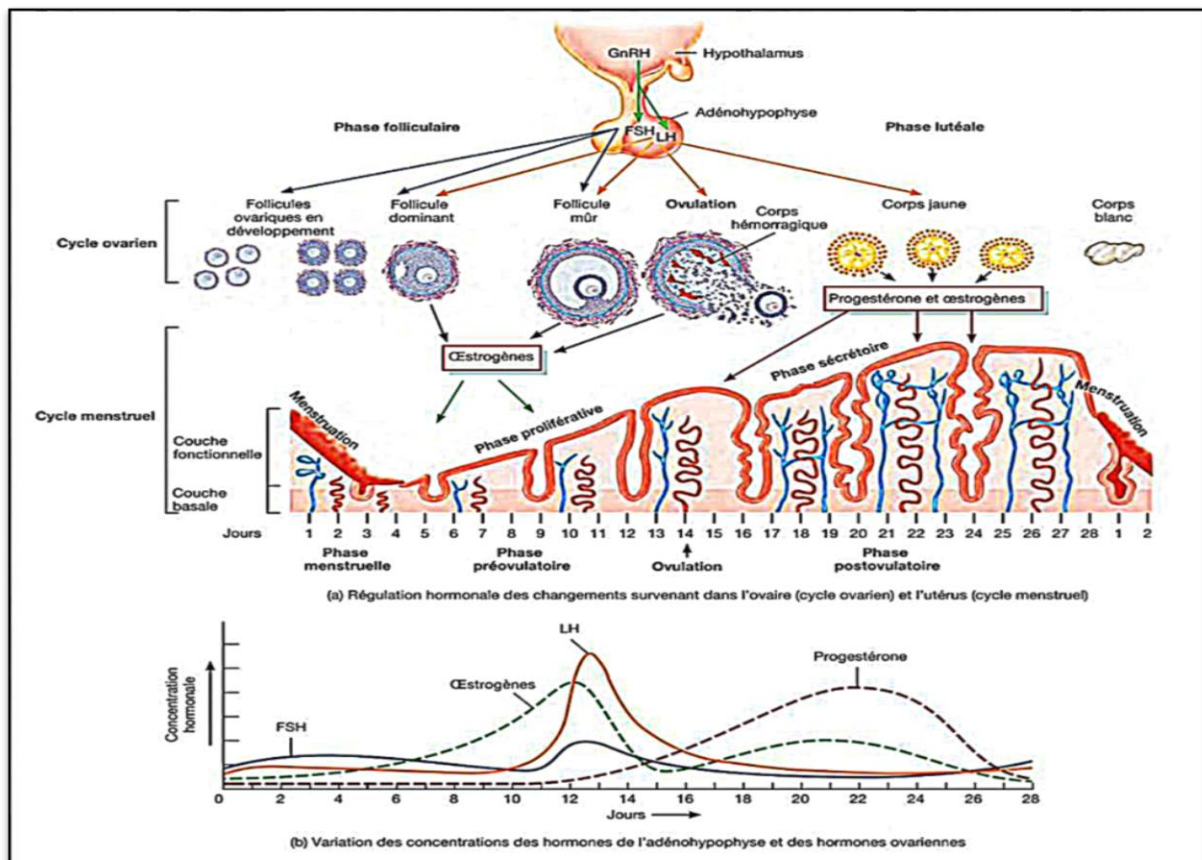 GnRH
Hypothalamus
Adénohypophyse
Phase folliculaire
FSH
LH
Phase lutéale
Follicules
ovariques en
développement
Follicule
dominant
Follicule
mûr
Ovulation
Corps
hémorragique
Corps jaune
Corps
blanc
Cycle ovarien
Progestérone et œstrogènes
Œstrogènes
Cycle menstruel
Menstruation
Phase proliférative
Phase sécrétoire
Menstruation
Couche
fonctionnelle
Couche
basale
Jours 1 2 3 4 5 6 7 8 9 10 11 12 13 14 15 16 17 18 19 20 21 22 23 24 25 26 27 28 1 2
Phase
menstruelle
Phase
préovulatoire
Ovulation
Phase
postovulatoire
(a) Régulation hormonale des changements survenant dans l'ovaire (cycle ovarien) et l'utérus (cycle menstruel)
Concentration
hormonale
FSH
Œstrogènes
LH
Progestérone
0 2 4 6 8 10 12 14 16 18 20 22 24 26 28
Jours
(b) Variation des concentrations des hormones de l'adénohypophyse et des hormones ovariennes